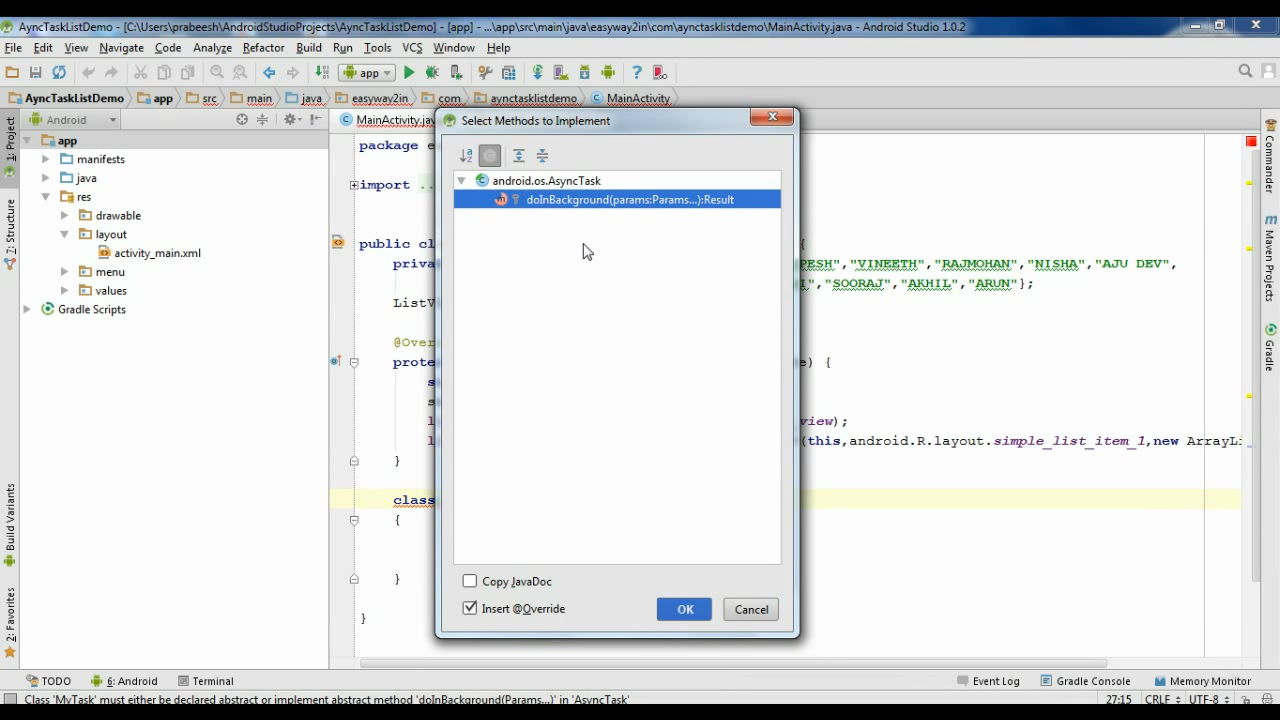 AyncTaskListDemo - [C:\Users\prabeesh\AndroidStudioProjects\AyncTaskListDemo] - [app] - ...\app\src\main\java\easyway2in\com\aynctasklistdemo\MainActivity.java - Android Studio 1.0.2
File Edit View Navigate Code Analyze Refactor Build Run Tools VCS Window Help
app
AyncTaskListDemo app src main java easyway2in com aynctasklistdemo MainActivity
Android
MainActivity.jav
Select Methods to Implement
1: Project
7: Structure
Build Variants
2: Favorites
Commander
Maven Projects
Gradle
app
manifests
java
res
drawable
layout
activity_main.xml
menu
values
Gradle Scripts
package e
import ...
public cl {
priva PESH","VINEETH","RAJMOHAN","NISHA","AJU DEV",
I","SOORAJ","AKHIL","ARUN"};
ListV
@Over
prote e) {
s
s
l view);
l (this,android.R.layout.simple_list_item_1,new ArrayLi
}
class
{
}
}
android.os.AsyncTask
doInBackground(params:Params...):Result
Copy JavaDoc
Insert @Override
OK
Cancel
TODO 6: Android Terminal Event Log Gradle Console Memory Monitor
Class 'MyTask' must either be declared abstract or implement abstract method 'doInBackground(Params...)' in 'AsyncTask' 27:15 CRLF UTF-8